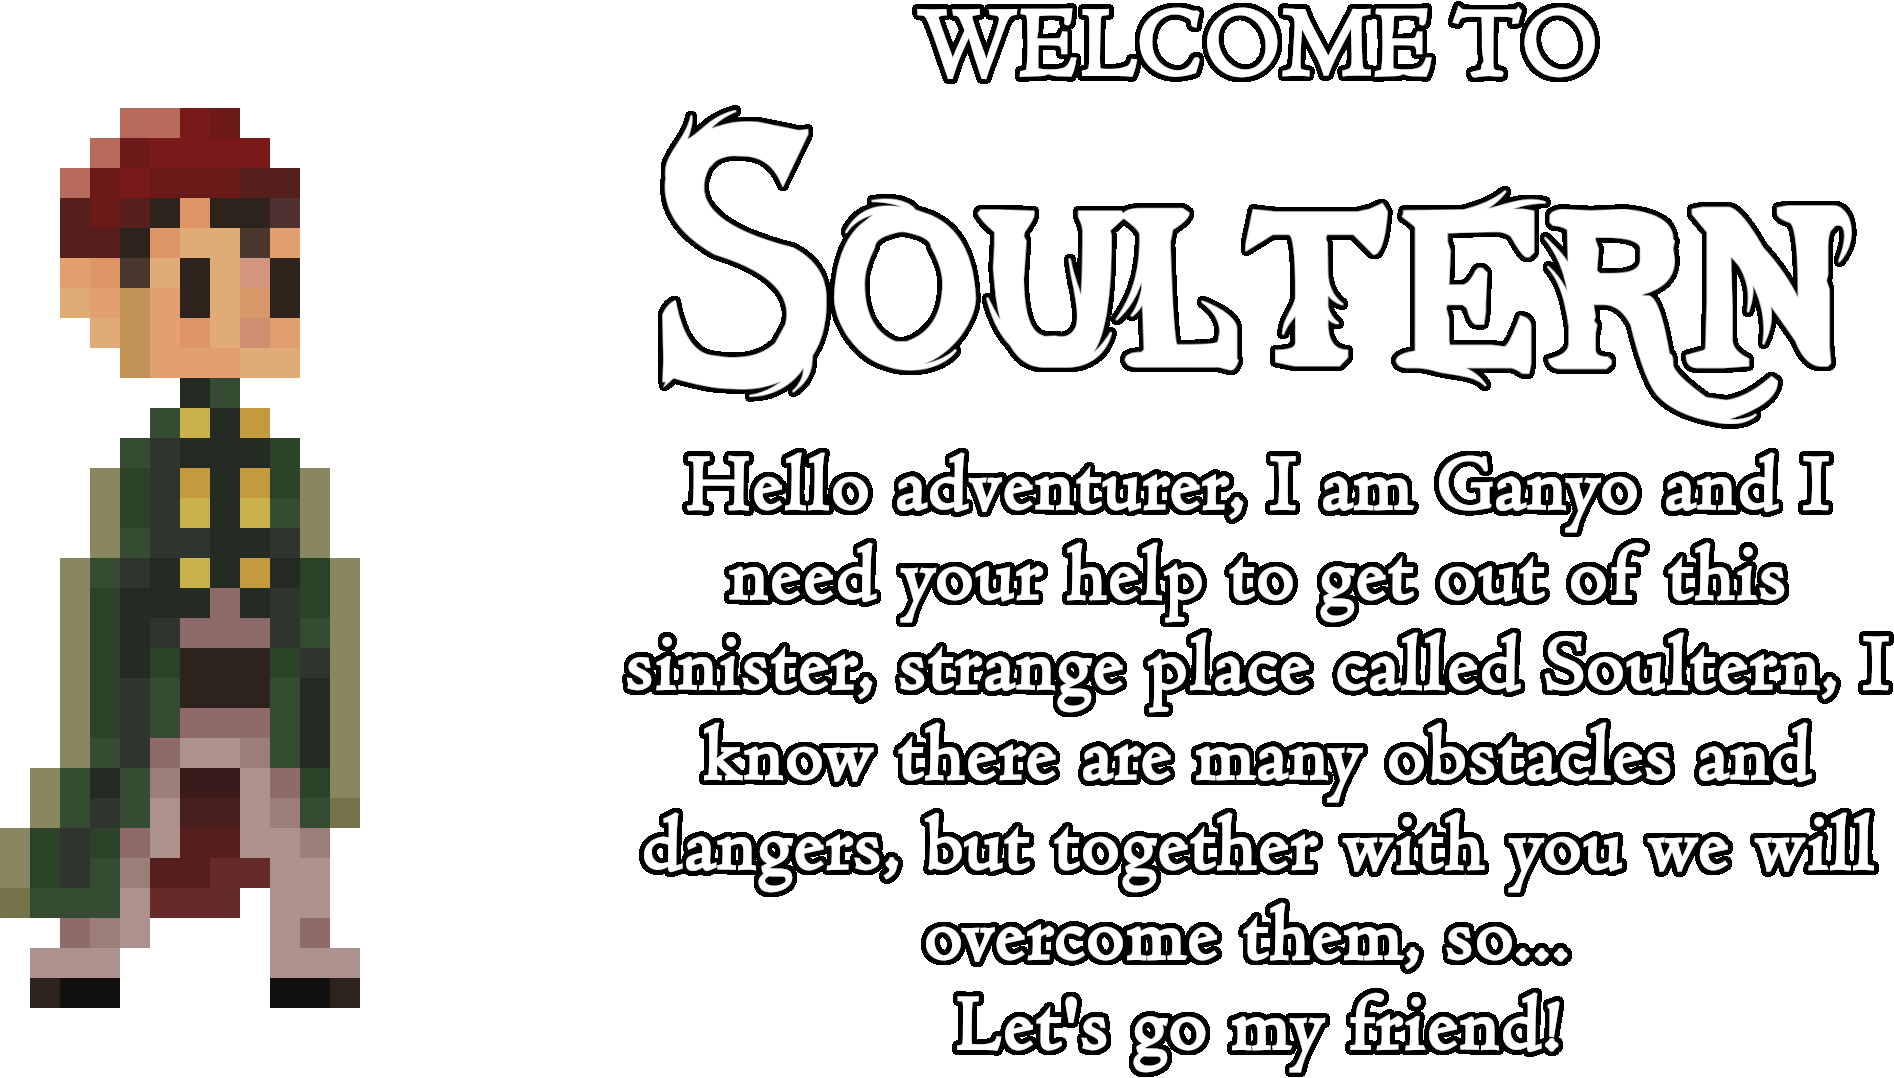 WELCOME TO
SOULTERN
Hello adventurer, I am Ganyo and I
need your help to get out of this
sinister, strange place called Soultern, I
know there are many obstacles and
dangers, but together with you we will
overcome them, so...
Let's go my friend!